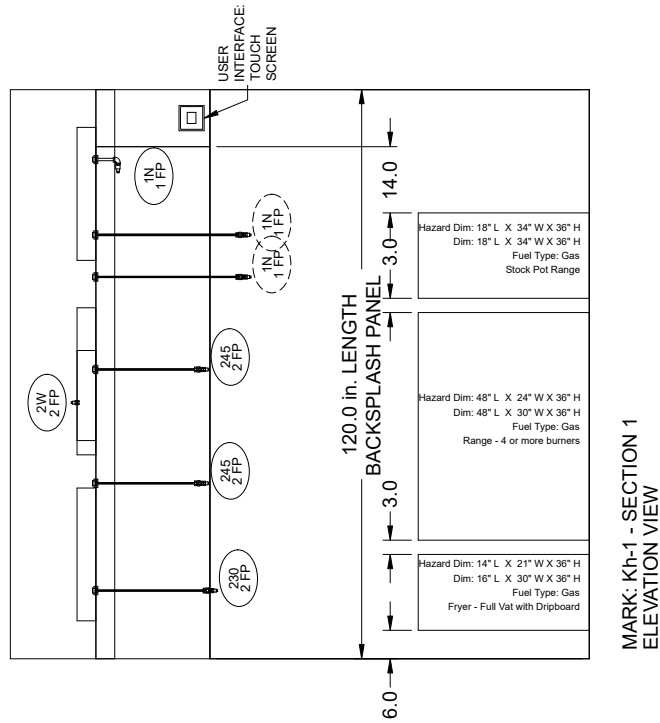 USER
INTERFACE:
TOUCH
SCREEN
2W
2 FP
1N
1 FP
1N
1 FP
1N
1 FP
245
2 FP
245
2 FP
230
2 FP
120.0 in. LENGTH
BACKSPLASH PANEL
6.0
3.0
3.0
14.0
Hazard Dim: 14" L X 21" W X 36" H
Dim: 16" L X 30" W X 36" H
Fuel Type: Gas
Fryer - Full Vat with Dripboard
Hazard Dim: 48" L X 24" W X 36" H
Dim: 48" L X 30" W X 36" H
Fuel Type: Gas
Range - 4 or more burners
Hazard Dim: 18" L X 34" W X 36" H
Dim: 18" L X 34" W X 36" H
Fuel Type: Gas
Stock Pot Range
MARK: Kh-1 - SECTION 1
ELEVATION VIEW